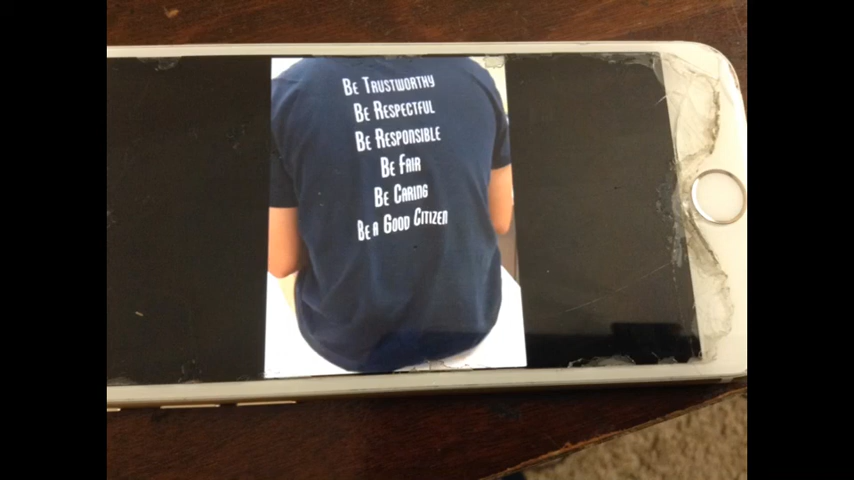 Be Trustworthy
Be Respectful
Be Responsible
Be Fair
Be Caring
Be a Good Citizen